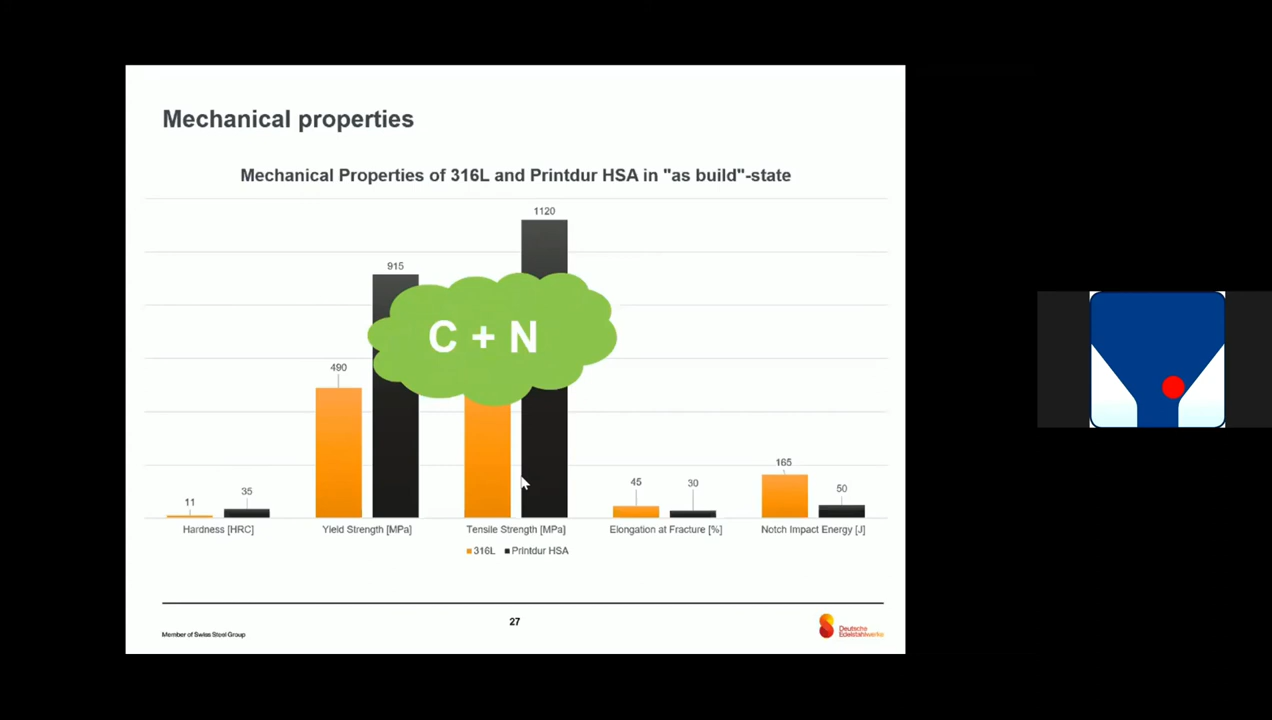 Mechanical properties
Mechanical Properties of 316L and Printdur HSA in "as build"-state
1120
915
C + N
490
11
35
45
30
165
50
Hardness [HRC]
Yield Strength [MPa]
Tensile Strength [MPa]
Elongation at Fracture [%]
Notch Impact Energy [J]
316L
Printdur HSA
27
Member of Swiss Steel Group
Deutsche
Edelstahlwerke